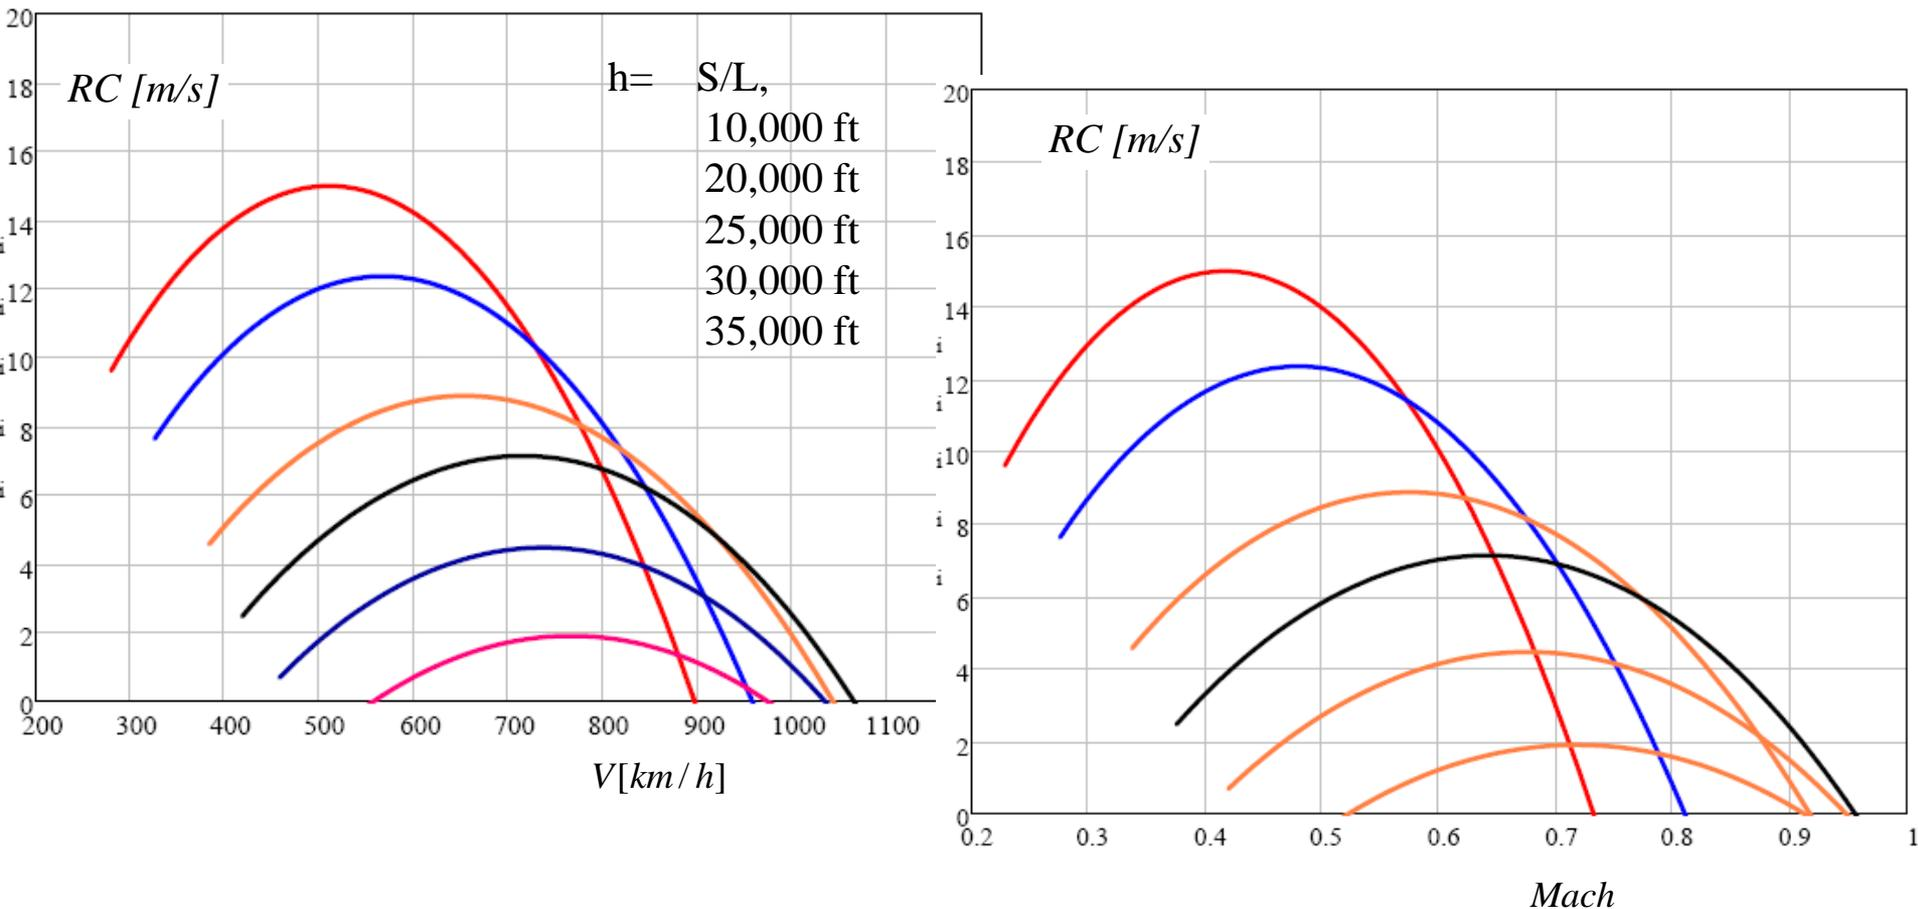 20
18
16
14
12
10
8
6
4
2
0
i
i
i
i
i
RC [m/s]
h= S/L,
10,000 ft
20,000 ft
25,000 ft
30,000 ft
35,000 ft
200 300 400 500 600 700 800 900 1000 1100
V[km/h]
20
18
16
14
12
10
8
6
4
2
0
i
i
i
i
i
RC [m/s]
0.2 0.3 0.4 0.5 0.6 0.7 0.8 0.9 1
Mach